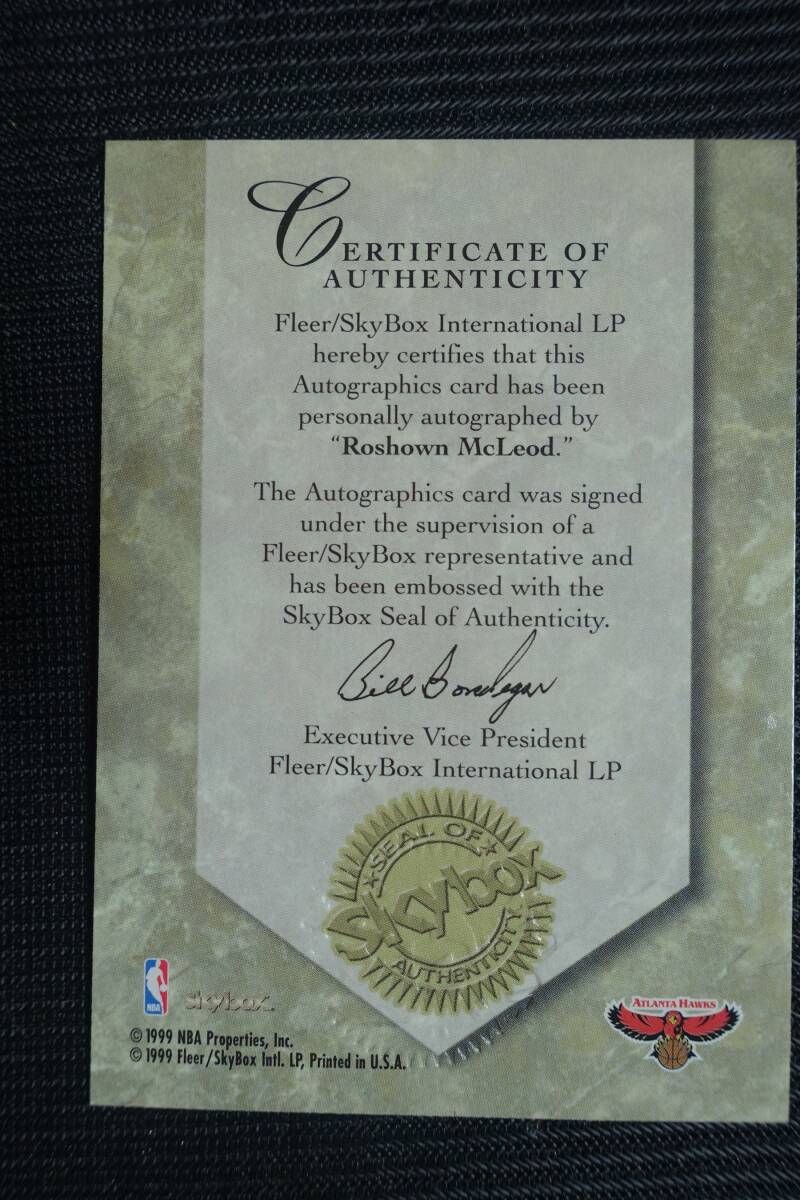 CERTIFICATE OF
AUTHENTICITY
Fleer/SkyBox International LP
hereby certifies that this
Autographics card has been
personally autographed by
“Roshown McLeod.”
The Autographics card was signed
under the supervision of a
Fleer/SkyBox representative and
has been embossed with the
SkyBox Seal of Authenticity.
Bill Bordegon
Executive Vice President
Fleer/SkyBox International LP
SEAL OF
Skybox
AUTHENTICITY
NBA
skybox
ATLANTA HAWKS
© 1999 NBA Properties, Inc.
© 1999 Fleer/SkyBox Intl. LP, Printed in U.S.A.